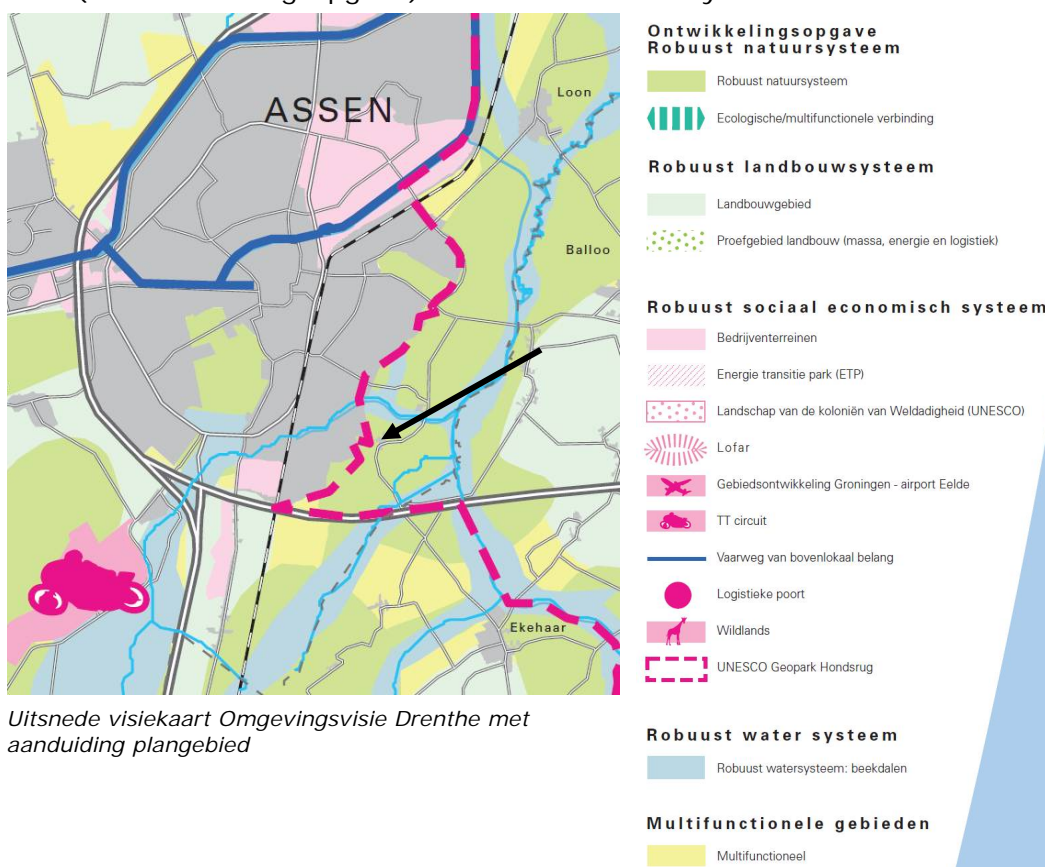 ASSEN
Loon
Balloo
Ekehaar
Uitsnede visiekaart Omgevingsvisie Drenthe met
aanduiding plangebied
Ontwikkelingsopgave
Robuust natuursysteem
Robuust natuursysteem
Ecologische/multifunctionele verbinding
Robuust landbouwsysteem
Landbouwgebied
Proefgebied landbouw (massa, energie en logistiek)
Robuust sociaal economisch systeem
Bedrijventerreinen
Energie transitie park (ETP)
Landschap van de koloniën van Weldadigheid (UNESCO)
Lofar
Gebiedsontwikkeling Groningen - airport Eelde
TT circuit
Vaarweg van bovenlokaal belang
Logistieke poort
Wildlands
UNESCO Geopark Hondsrug
Robuust water systeem
Robuust watersysteem: beekdalen
Multifunctionele gebieden
Multifunctioneel